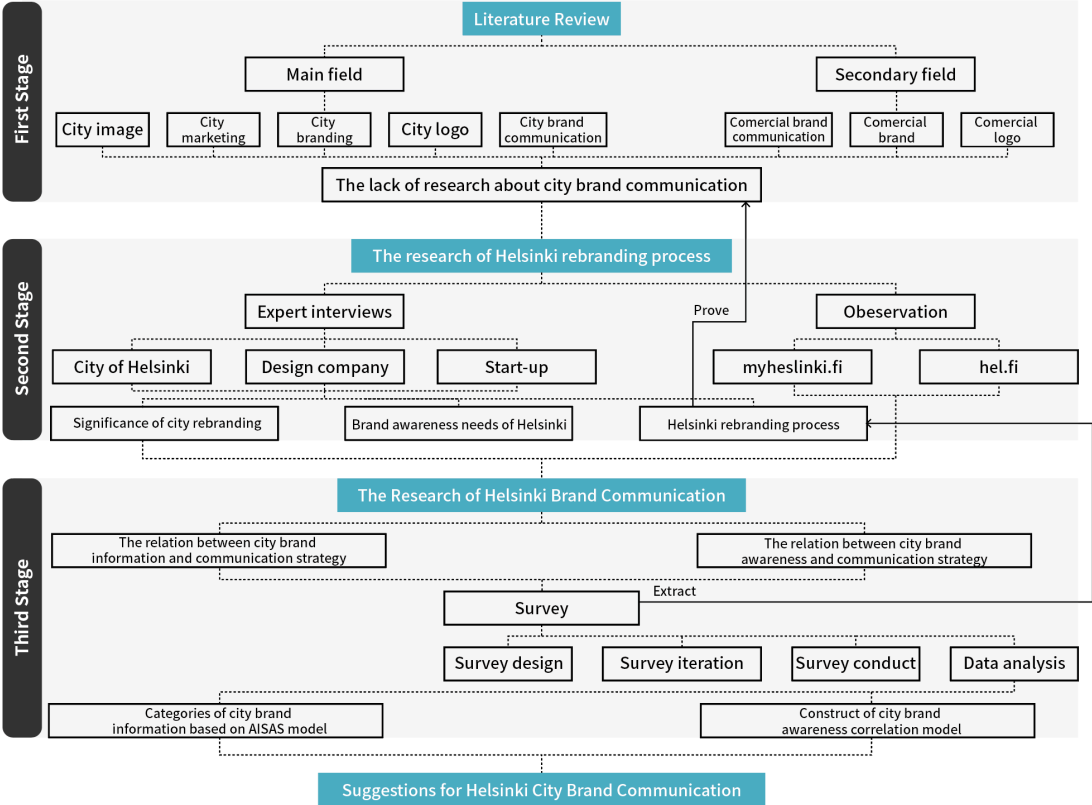 First Stage
Literature Review
Main field
Secondary field
City image
City
marketing
City
branding
City logo
City brand
communication
Comercial brand
communication
Comercial
brand
Comercial
logo
The lack of research about city brand communication
Second Stage
The research of Helsinki rebranding process
Expert interviews
Prove
Obeservation
City of Helsinki
Design company
Start-up
myheslinki.fi
hel.fi
Significance of city rebranding
Brand awareness needs of Helsinki
Helsinki rebranding process
Third Stage
The Research of Helsinki Brand Communication
The relation between city brand
information and communication strategy
The relation between city brand
awareness and communication strategy
Survey
Extract
Survey design
Survey iteration
Survey conduct
Data analysis
Categories of city brand
information based on AISAS model
Construct of city brand
awareness correlation model
Suggestions for Helsinki City Brand Communication